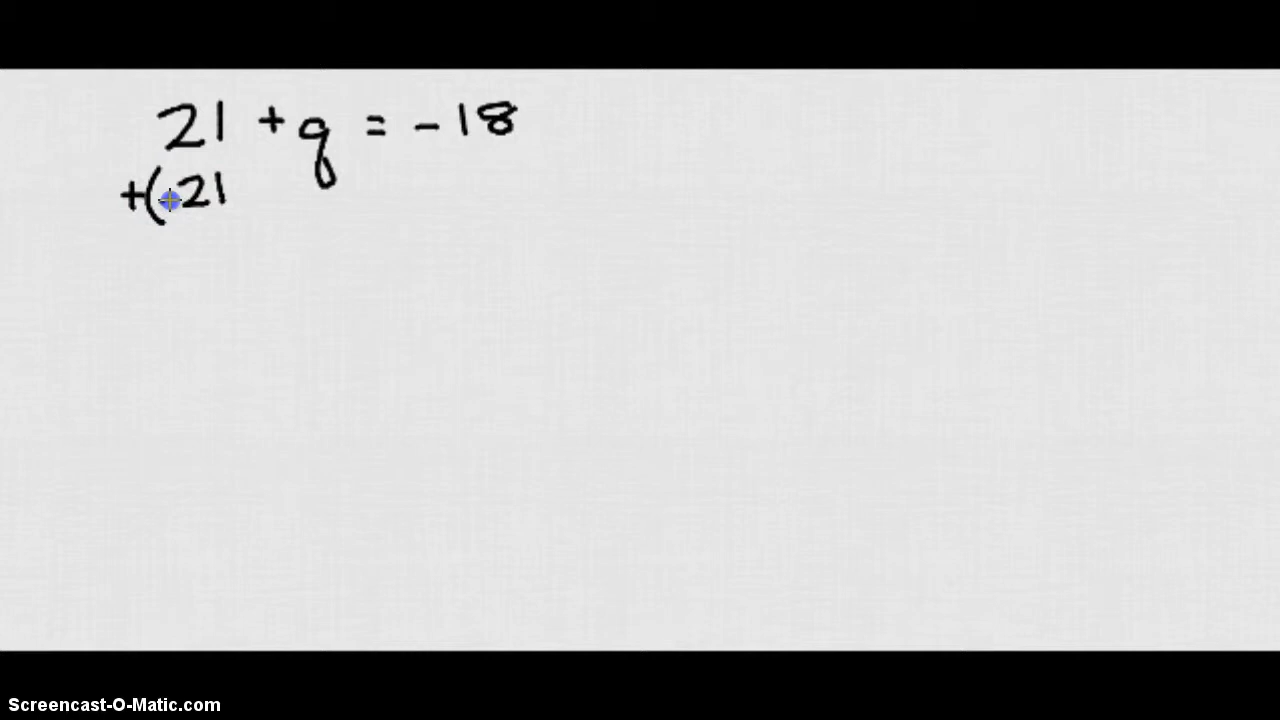 21 + q = -18
+(-21
Screencast-O-Matic.com